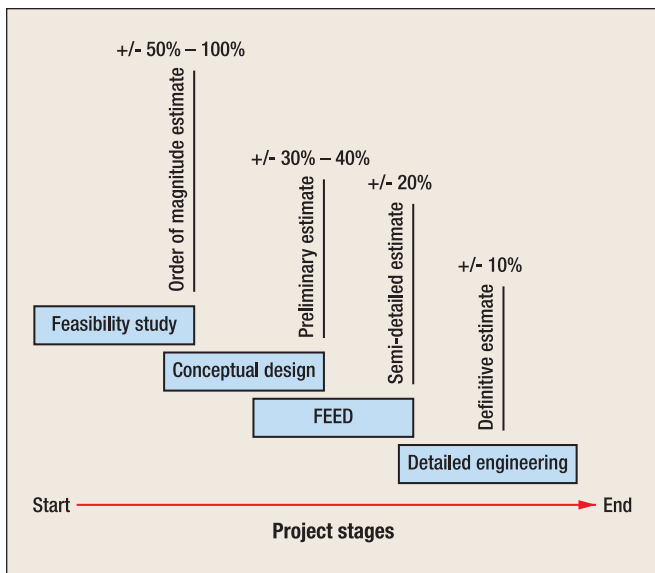 +/- 50% – 100%
Order of magnitude estimate
+/- 30% – 40%
Preliminary estimate
+/- 20%
Semi-detailed estimate
+/- 10%
Definitive estimate
Feasibility study
Conceptual design
FEED
Detailed engineering
Start
End
Project stages